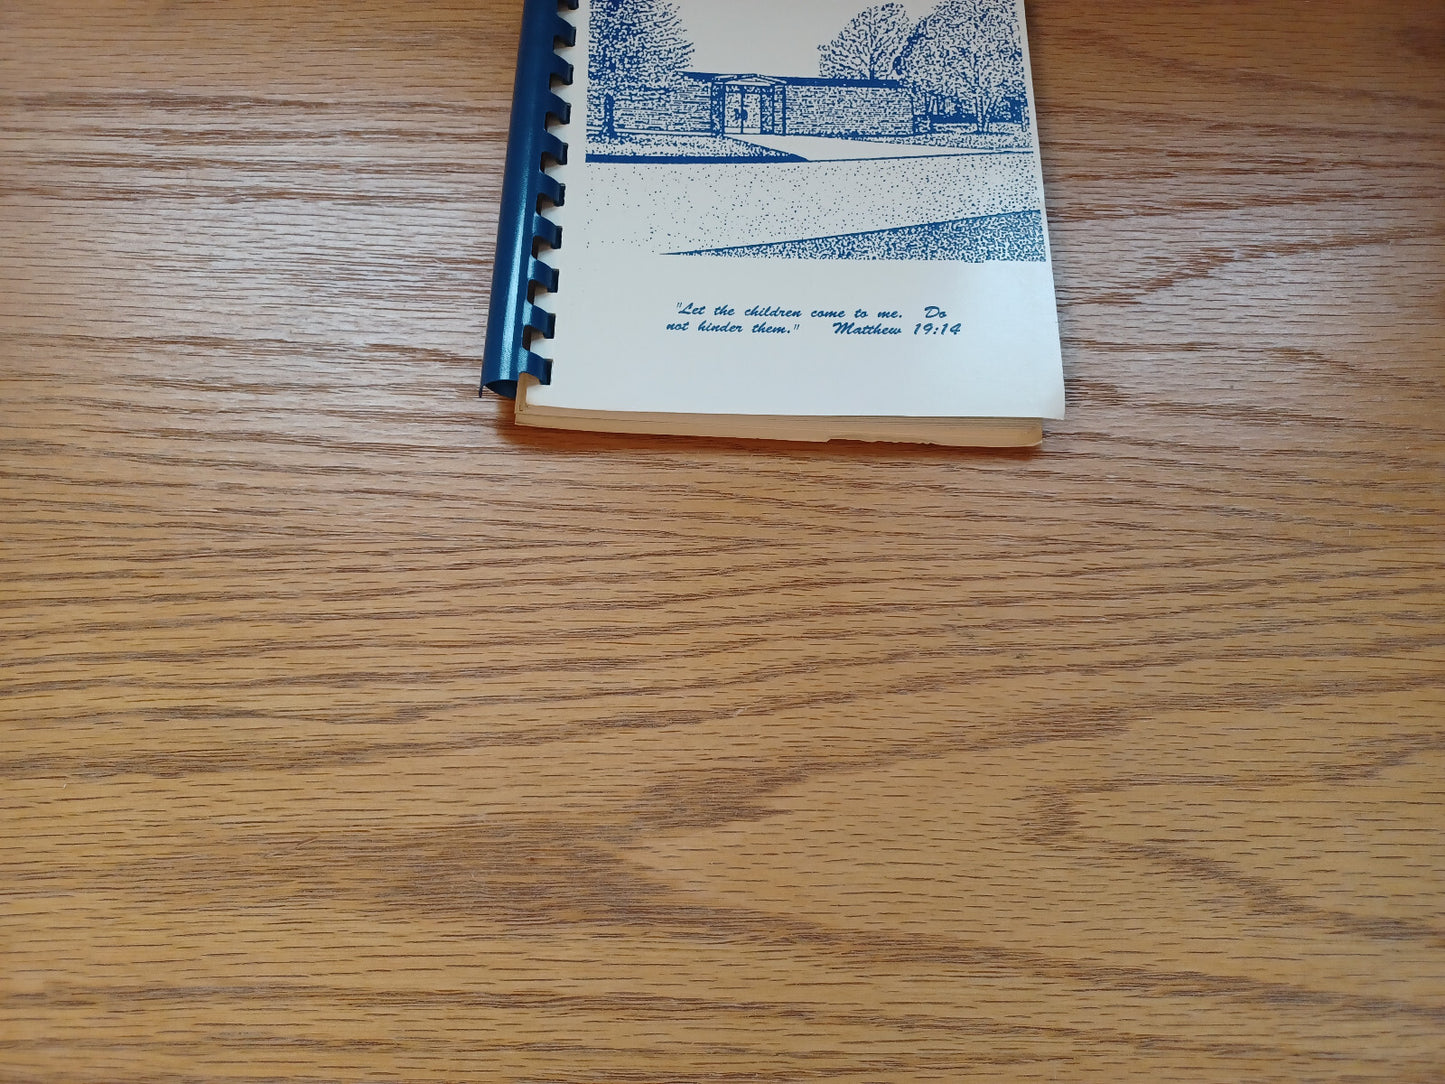 "Let the children come to me. Do
not hinder them." Matthew 19:14